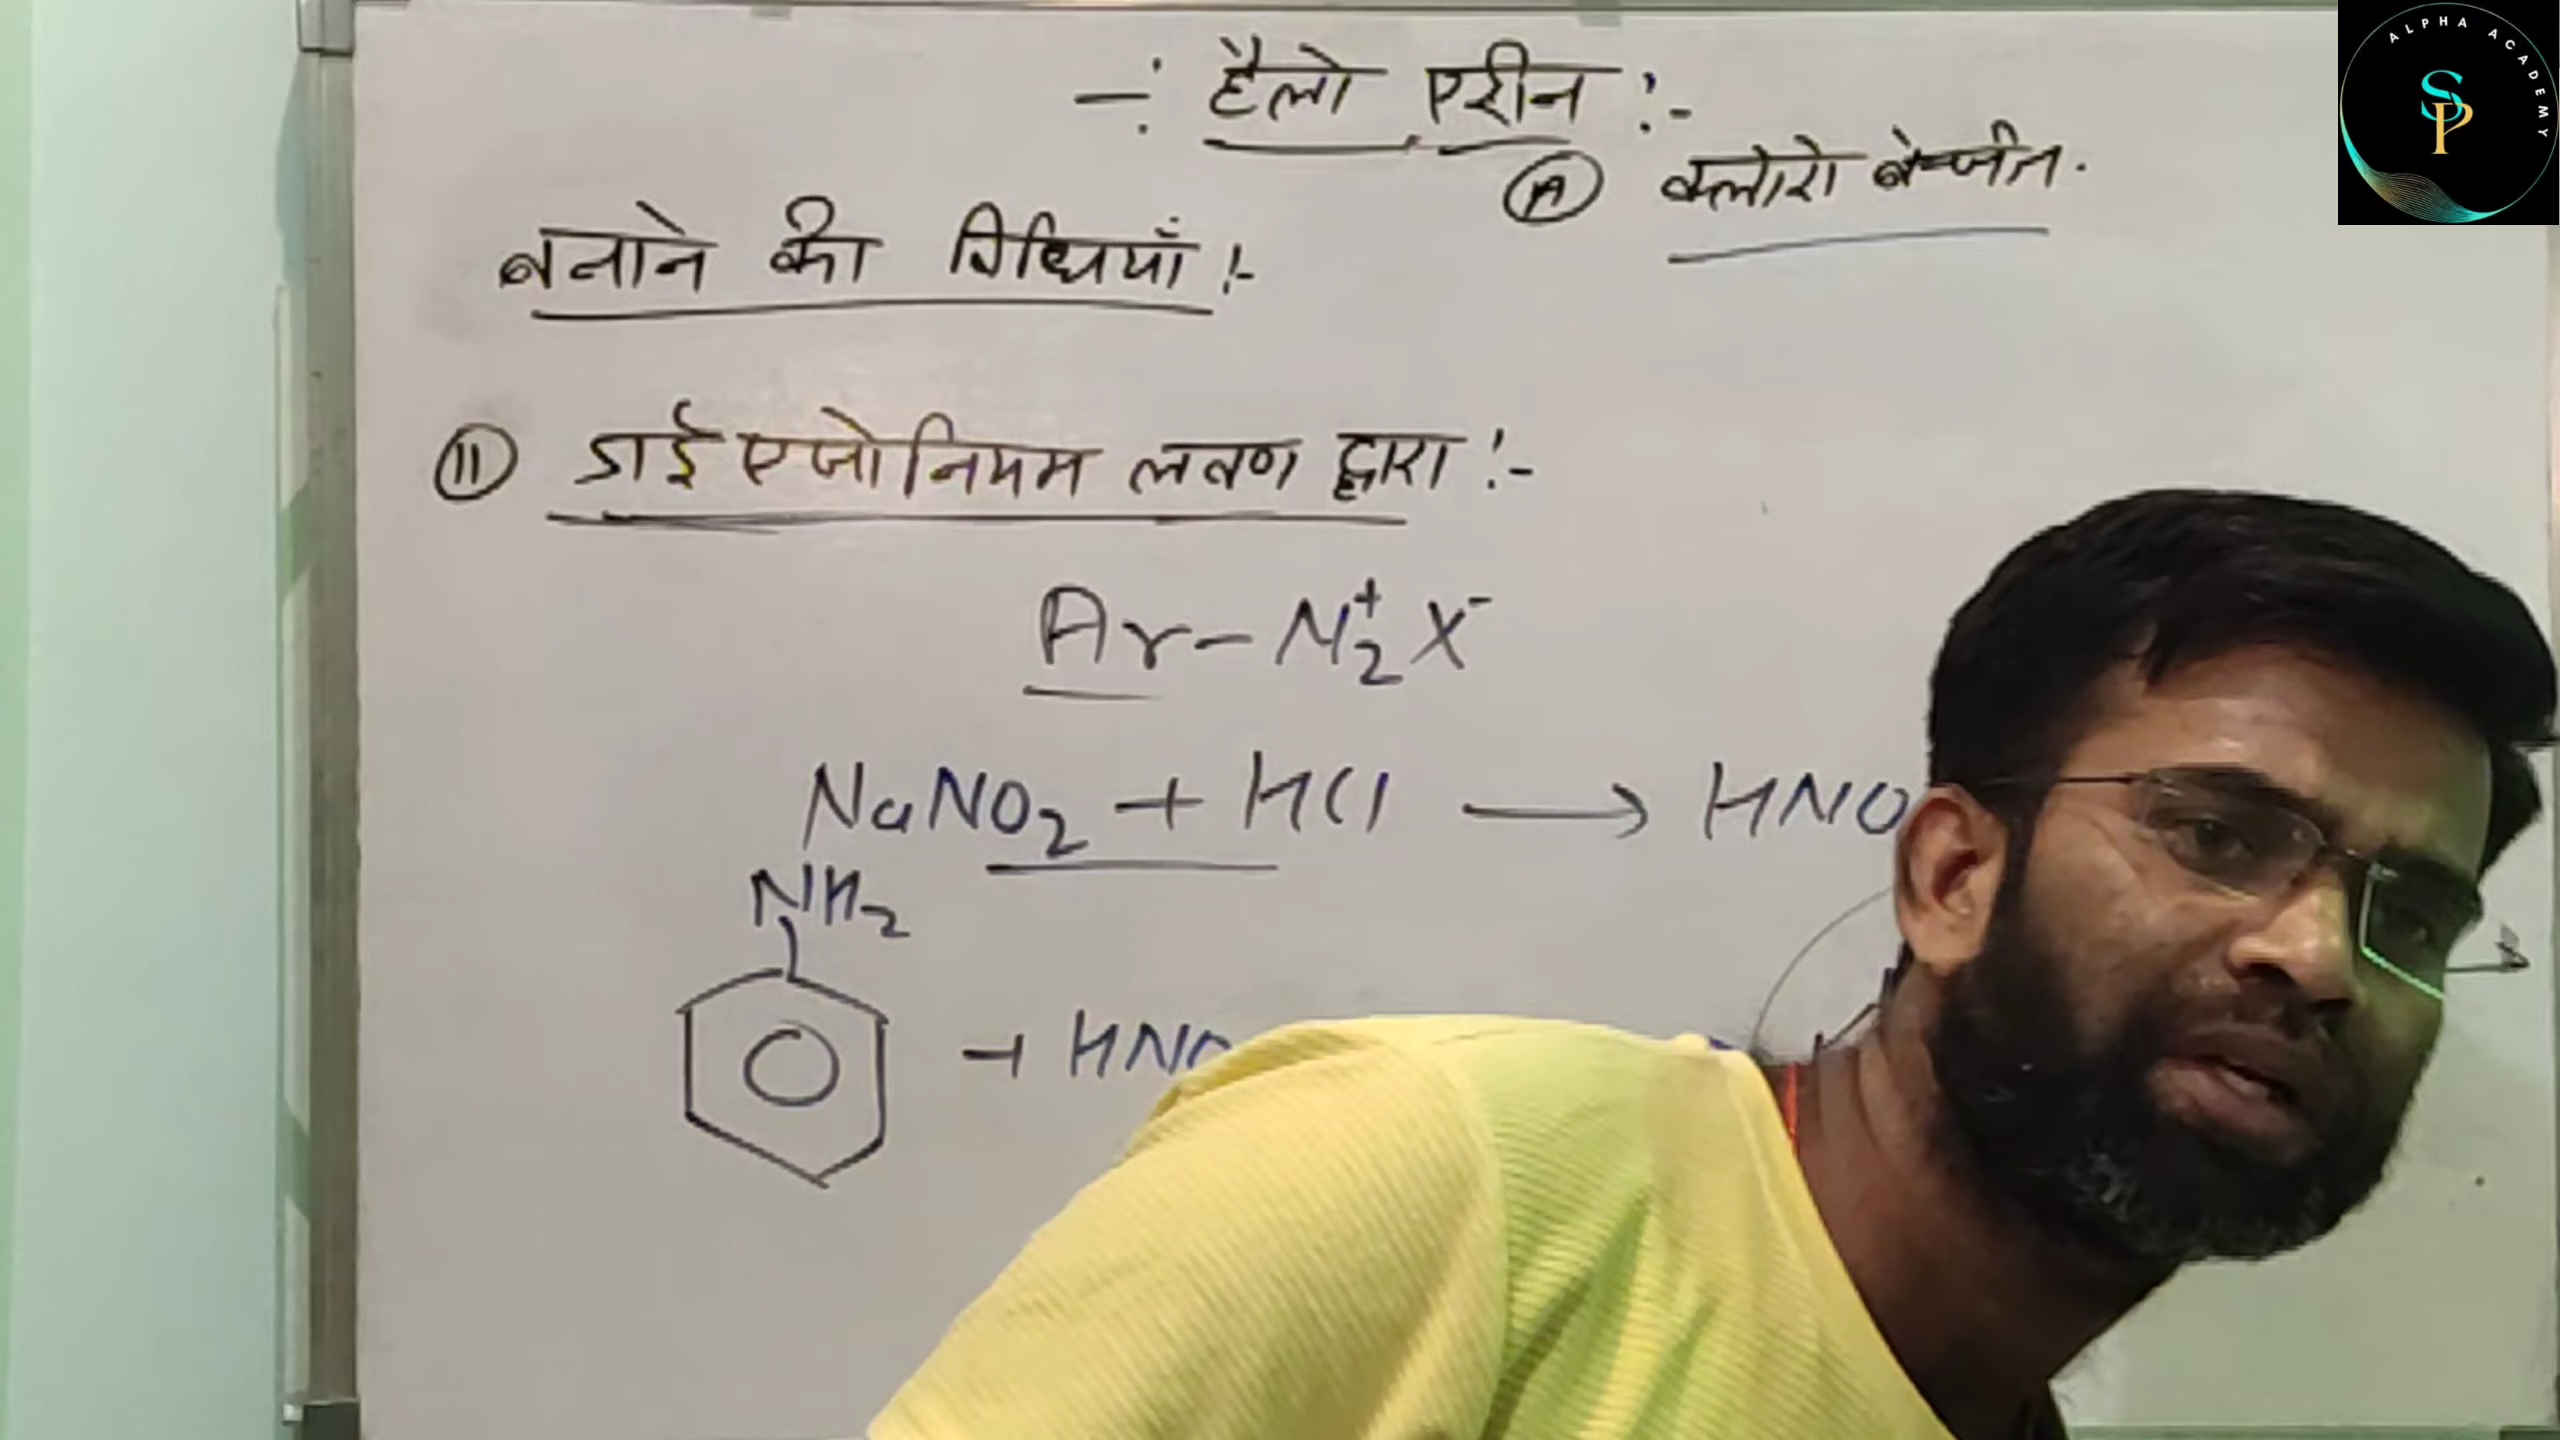 -: हैलो एरीन :-
Ⓐ क्लोरो बेन्जीन.
बनाने की विधियाँ :-
(II) डाईएजोनियम लवण द्वारा :-
Ar-N₂⁺X⁻
NaNO₂ + HCl → HNO
NH₂
+ HNO
ALPHA ACADEMY
SP